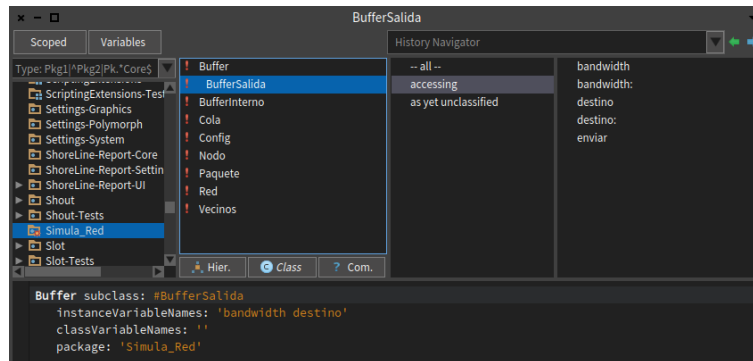 BufferSalida
Scoped
Variables
History Navigator
Type: Pkg1|^Pkg2|Pk.*Core$
ScriptingExtensions
ScriptingExtensions-Test
Settings-Graphics
Settings-Polymorph
Settings-System
ShoreLine-Report-Core
ShoreLine-Report-Settin
ShoreLine-Report-UI
Shout
Shout-Tests
Simula_Red
Slot
Slot-Tests
Buffer
BufferSalida
BufferInterno
Cola
Config
Nodo
Paquete
Red
Vecinos
Hier.
Class
? Com.
-- all --
accessing
as yet unclassified
bandwidth
bandwidth:
destino
destino:
enviar
Buffer subclass: #BufferSalida
instanceVariableNames: 'bandwidth destino'
classVariableNames: ''
package: 'Simula_Red'